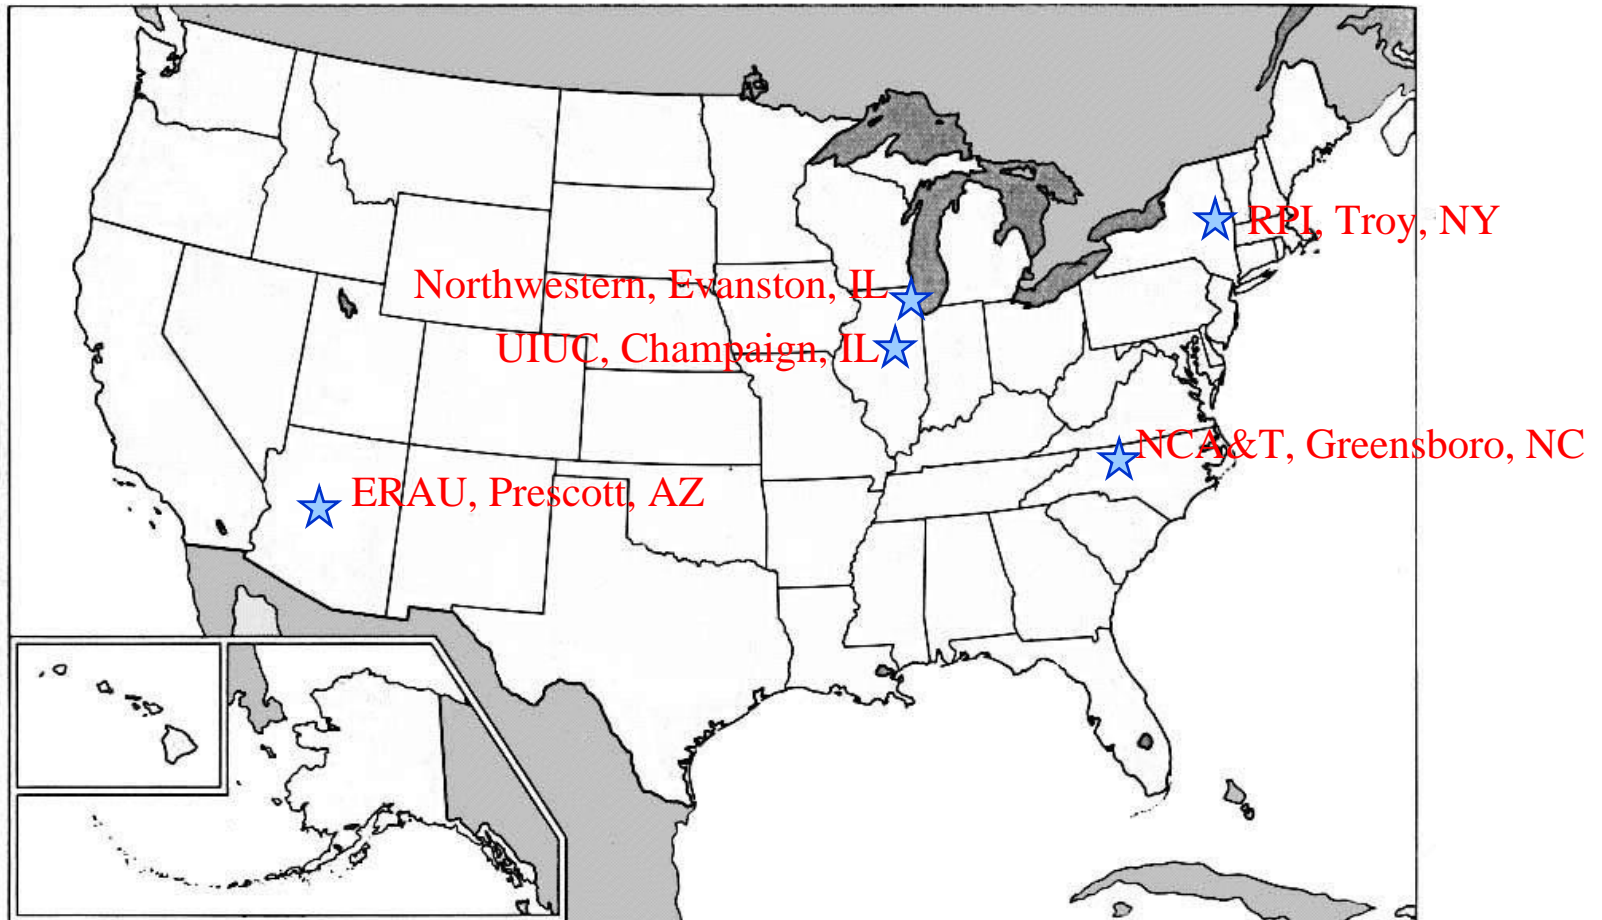 RPI, Troy, NY
Northwestern, Evanston, IL
UIUC, Champaign, IL
NCA&T, Greensboro, NC
ERAU, Prescott, AZ